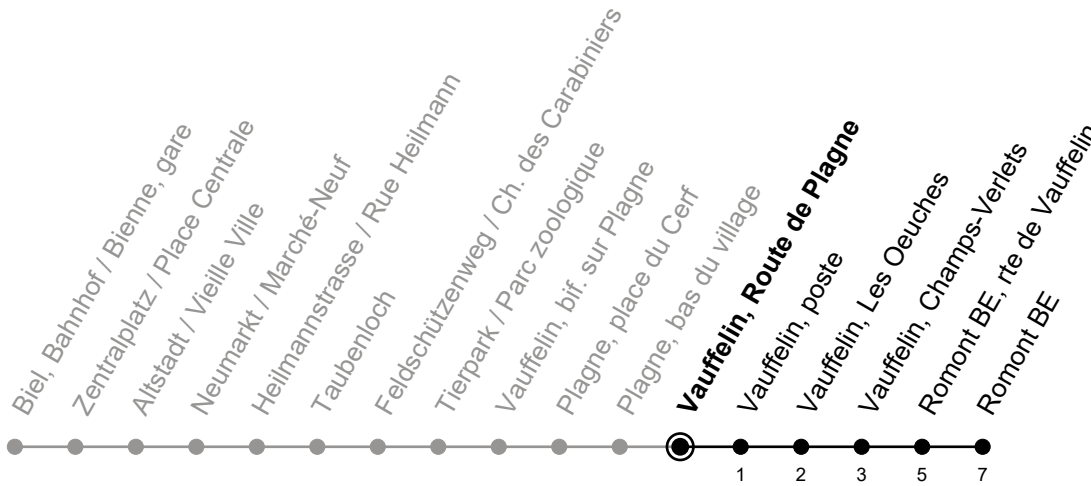 Biel, Bahnhof / Bienne, gare
Zentralplatz / Place Centrale
Altstadt / Vieille Ville
Neumarkt / Marché-Neuf
Heilmannstrasse / Rue Heilmann
Taubenloch
Feldschützenweg / Ch. des Carabiniers
Tierpark / Parc zoologique
Vauffelin, bif. sur Plagne
Plagne, place du Cerf
Plagne, bas du village
Vauffelin, Route de Plagne
Vauffelin, poste
Vauffelin, Les Oeuches
Vauffelin, Champs-Verlets
Romont BE, rte de Vauffelin
Romont BE
1 2 3 5 7